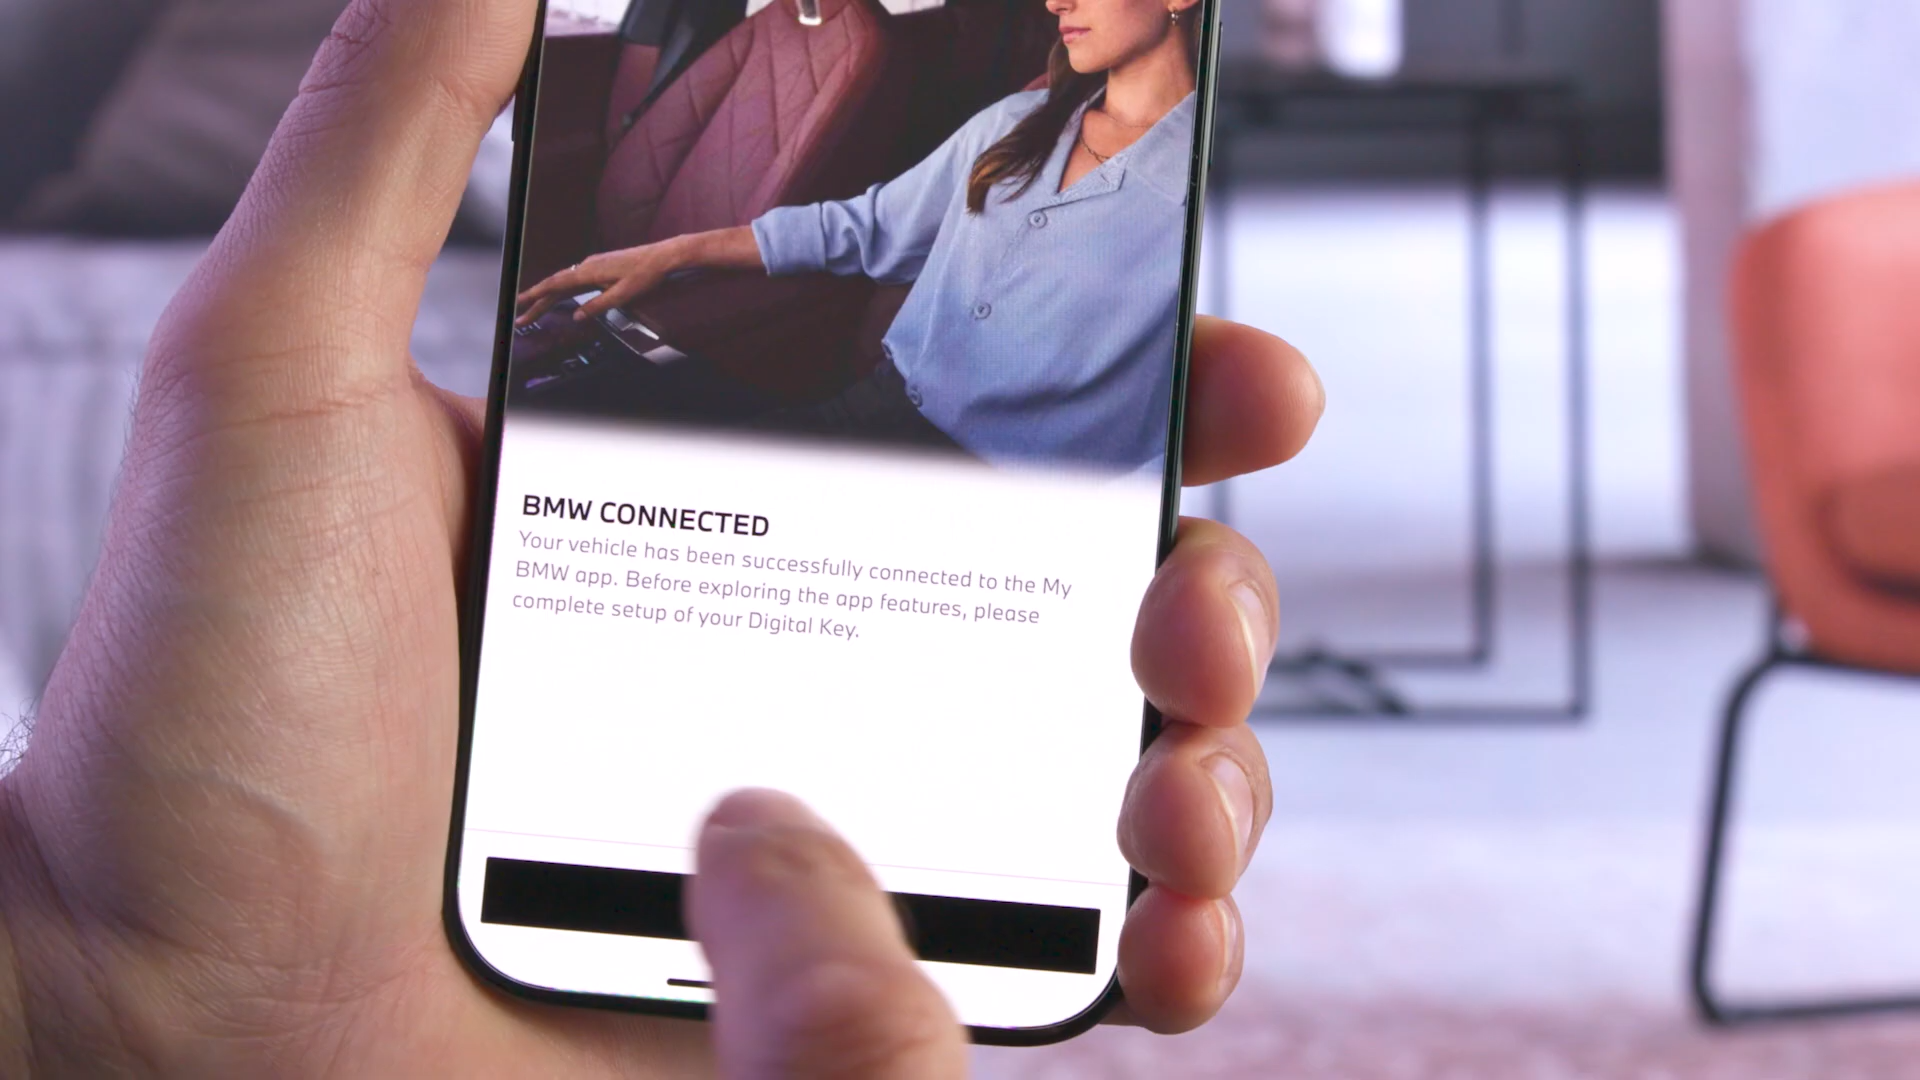 BMW CONNECTED
Your vehicle has been successfully connected to the My
BMW app. Before exploring the app features, please
complete setup of your Digital Key.